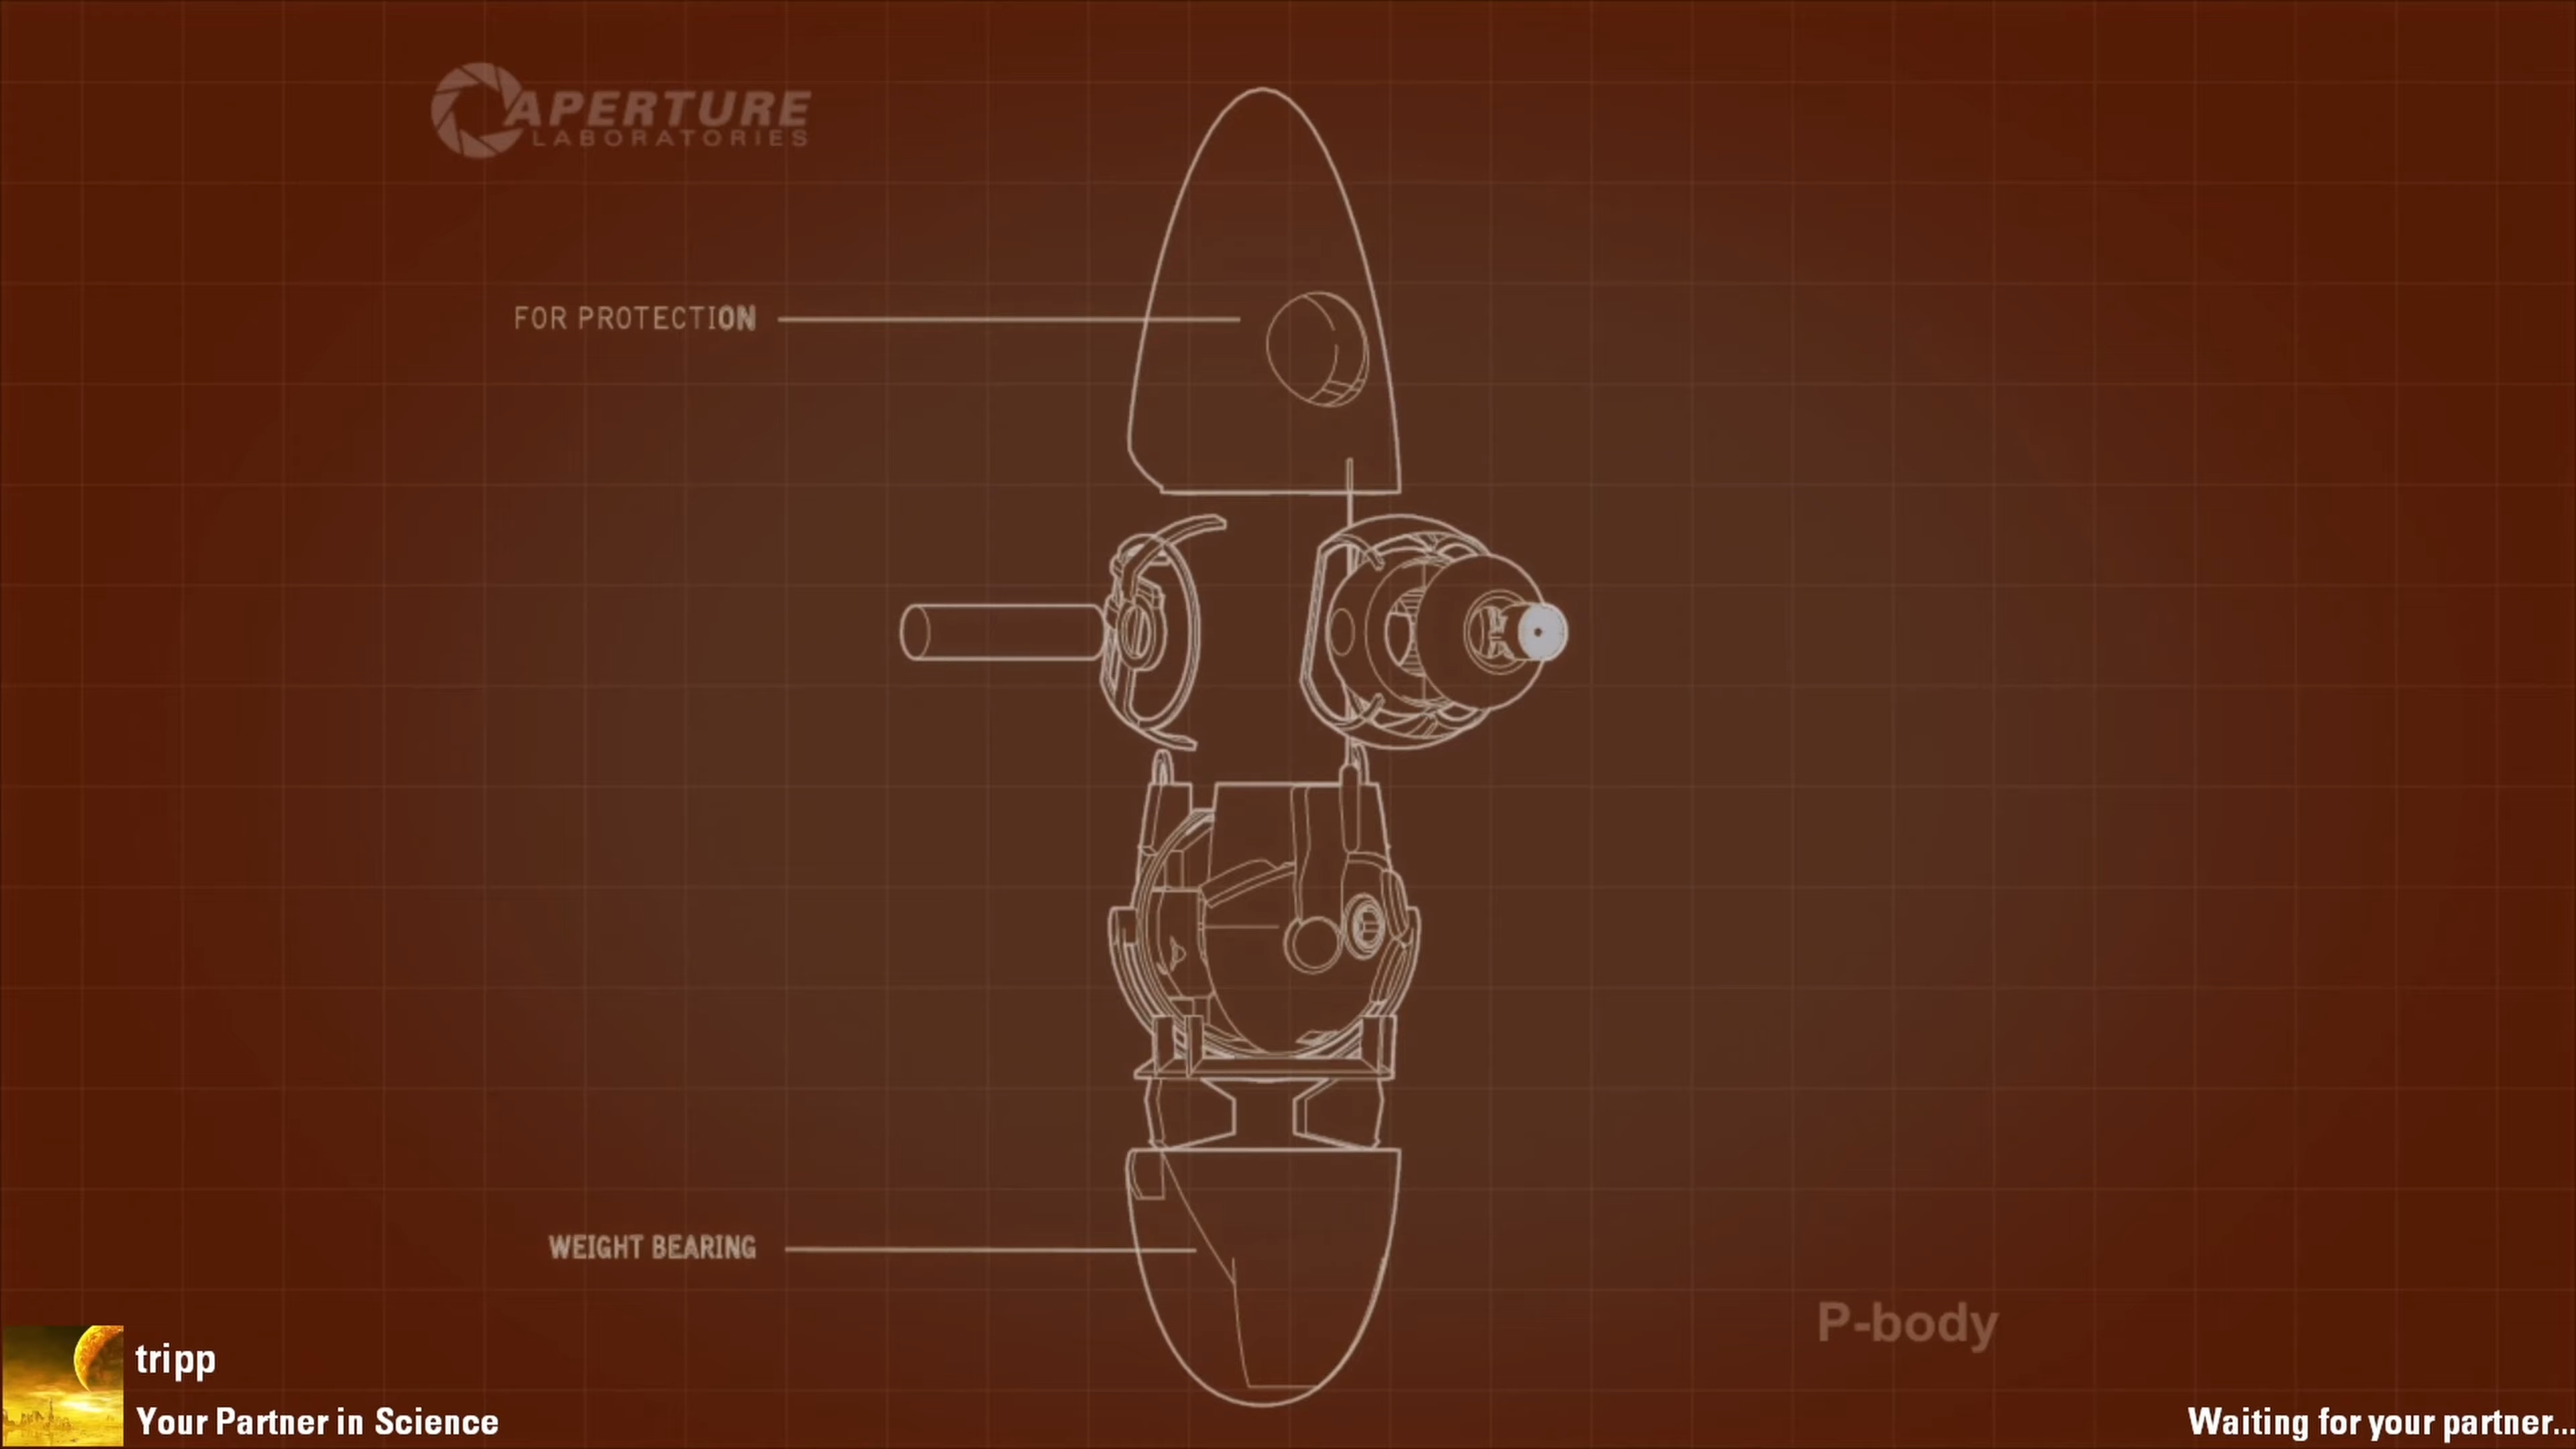 APERTURE
LABORATORIES
FOR PROTECTION
WEIGHT BEARING
P-body
tripp
Your Partner in Science
Waiting for your partner...